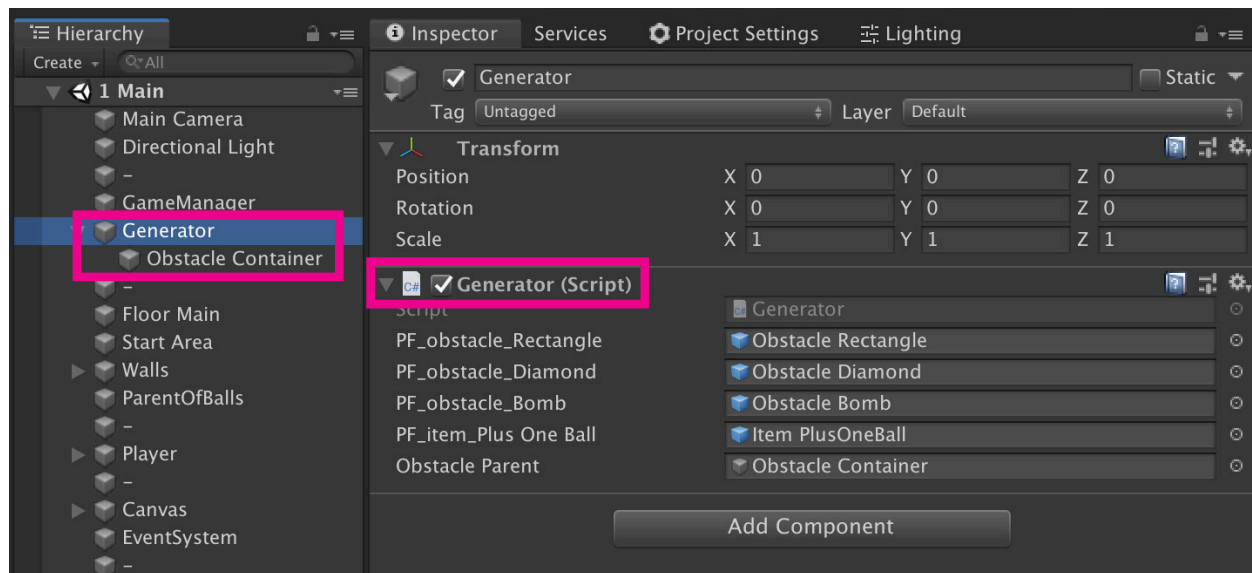 Hierarchy
Create
All
1 Main
Main Camera
Directional Light
–
GameManager
Generator
Obstacle Container
–
Floor Main
Start Area
Walls
ParentOfBalls
–
Player
–
Canvas
EventSystem
–
Inspector Services Project Settings Lighting
Generator Static
Tag Untagged Layer Default
Transform
Position X 0 Y 0 Z 0
Rotation X 0 Y 0 Z 0
Scale X 1 Y 1 Z 1
C# Generator (Script)
Script Generator
PF_obstacle_Rectangle Obstacle Rectangle
PF_obstacle_Diamond Obstacle Diamond
PF_obstacle_Bomb Obstacle Bomb
PF_item_Plus One Ball Item PlusOneBall
Obstacle Parent Obstacle Container
Add Component